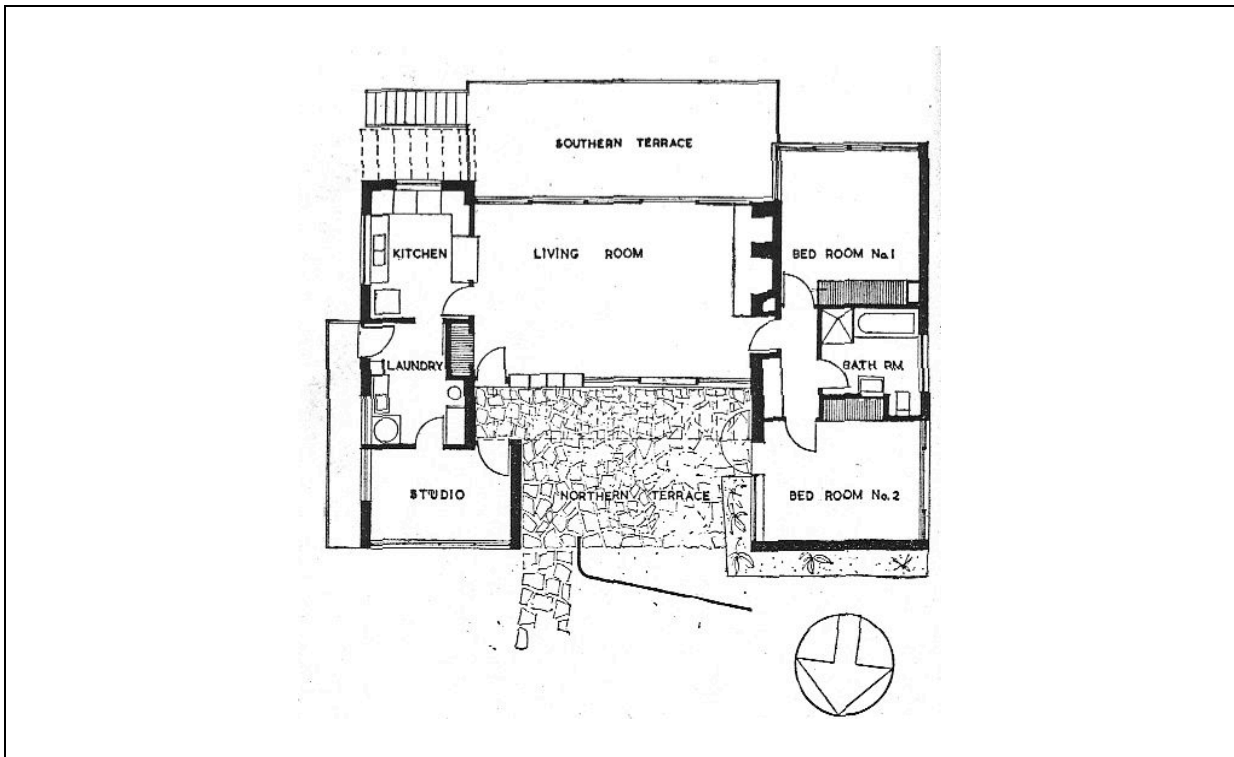 SOUTHERN TERRACE
KITCHEN
LIVING ROOM
BED ROOM No.1
LAUNDRY
BATH RM.
STUDIO
NORTHERN TERRACE
BED ROOM No.2